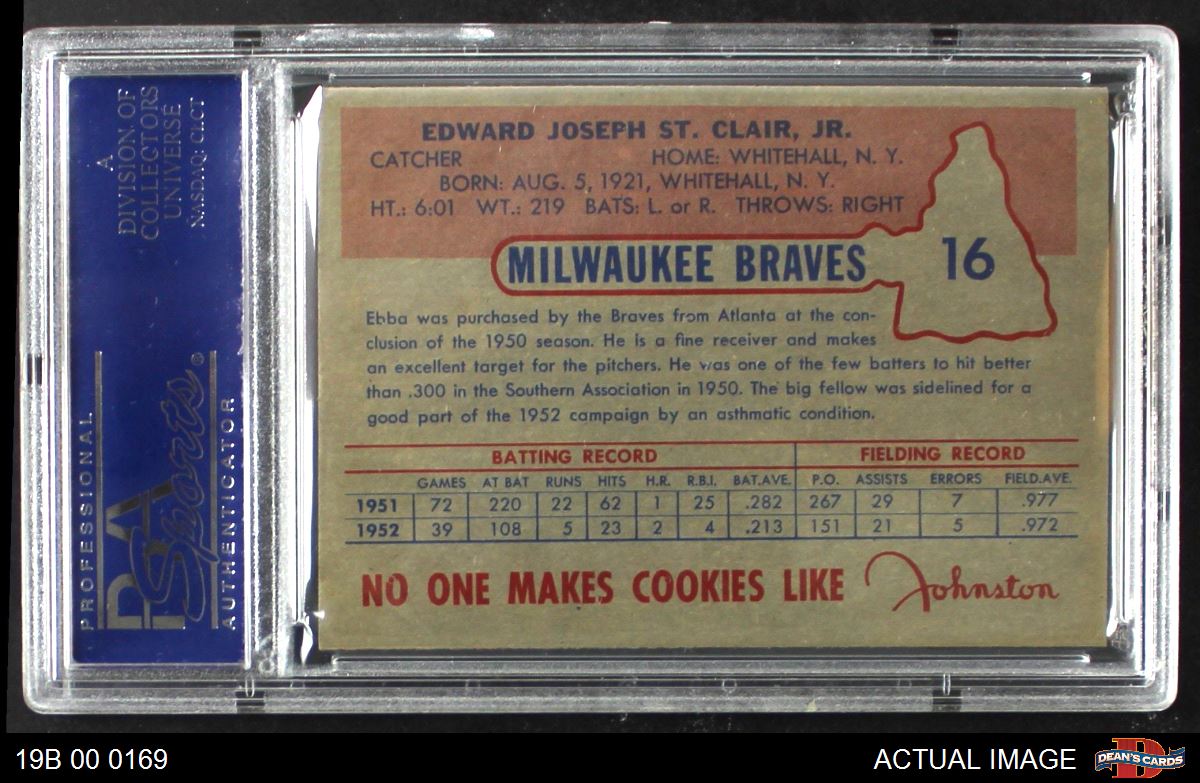 A
DIVISION OF
COLLECTORS
UNIVERSE
NASDAQ: CLCT
PROFESSIONAL
PSA
Sports®
AUTHENTICATOR
EDWARD JOSEPH ST. CLAIR, JR.
CATCHER HOME: WHITEHALL, N. Y.
BORN: AUG. 5, 1921, WHITEHALL, N. Y.
HT.: 6:01 WT.: 219 BATS: L. or R. THROWS: RIGHT
MILWAUKEE BRAVES 16
Ebba was purchased by the Braves from Atlanta at the con-
clusion of the 1950 season. He is a fine receiver and makes
an excellent target for the pitchers. He was one of the few batters to hit better
than .300 in the Southern Association in 1950. The big fellow was sidelined for a
good part of the 1952 campaign by an asthmatic condition.
BATTING RECORD FIELDING RECORD
GAMES AT BAT RUNS HITS H.R. R.B.I. BAT.AVE. P.O. ASSISTS ERRORS FIELD.AVE.
1951 72 220 22 62 1 25 .282 267 29 7 .977
1952 39 108 5 23 2 4 .213 151 21 5 .972
NO ONE MAKES COOKIES LIKE Johnston
19B 00 0169 ACTUAL IMAGE DEAN'S CARDS